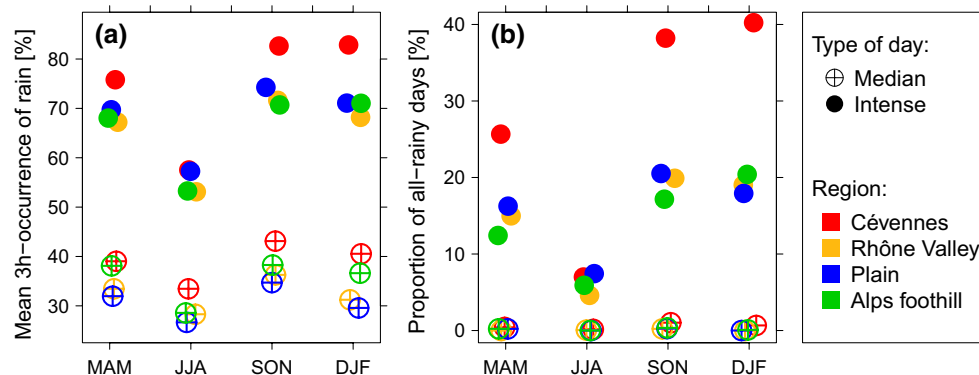 (a)
Mean 3h−occurrence of rain [%]
80
70
60
50
40
30
MAM JJA SON DJF
(b)
Proportion of all−rainy days [%]
40
30
20
10
0
MAM JJA SON DJF
Type of day:
Median
Intense
Region:
Cévennes
Rhône Valley
Plain
Alps foothill